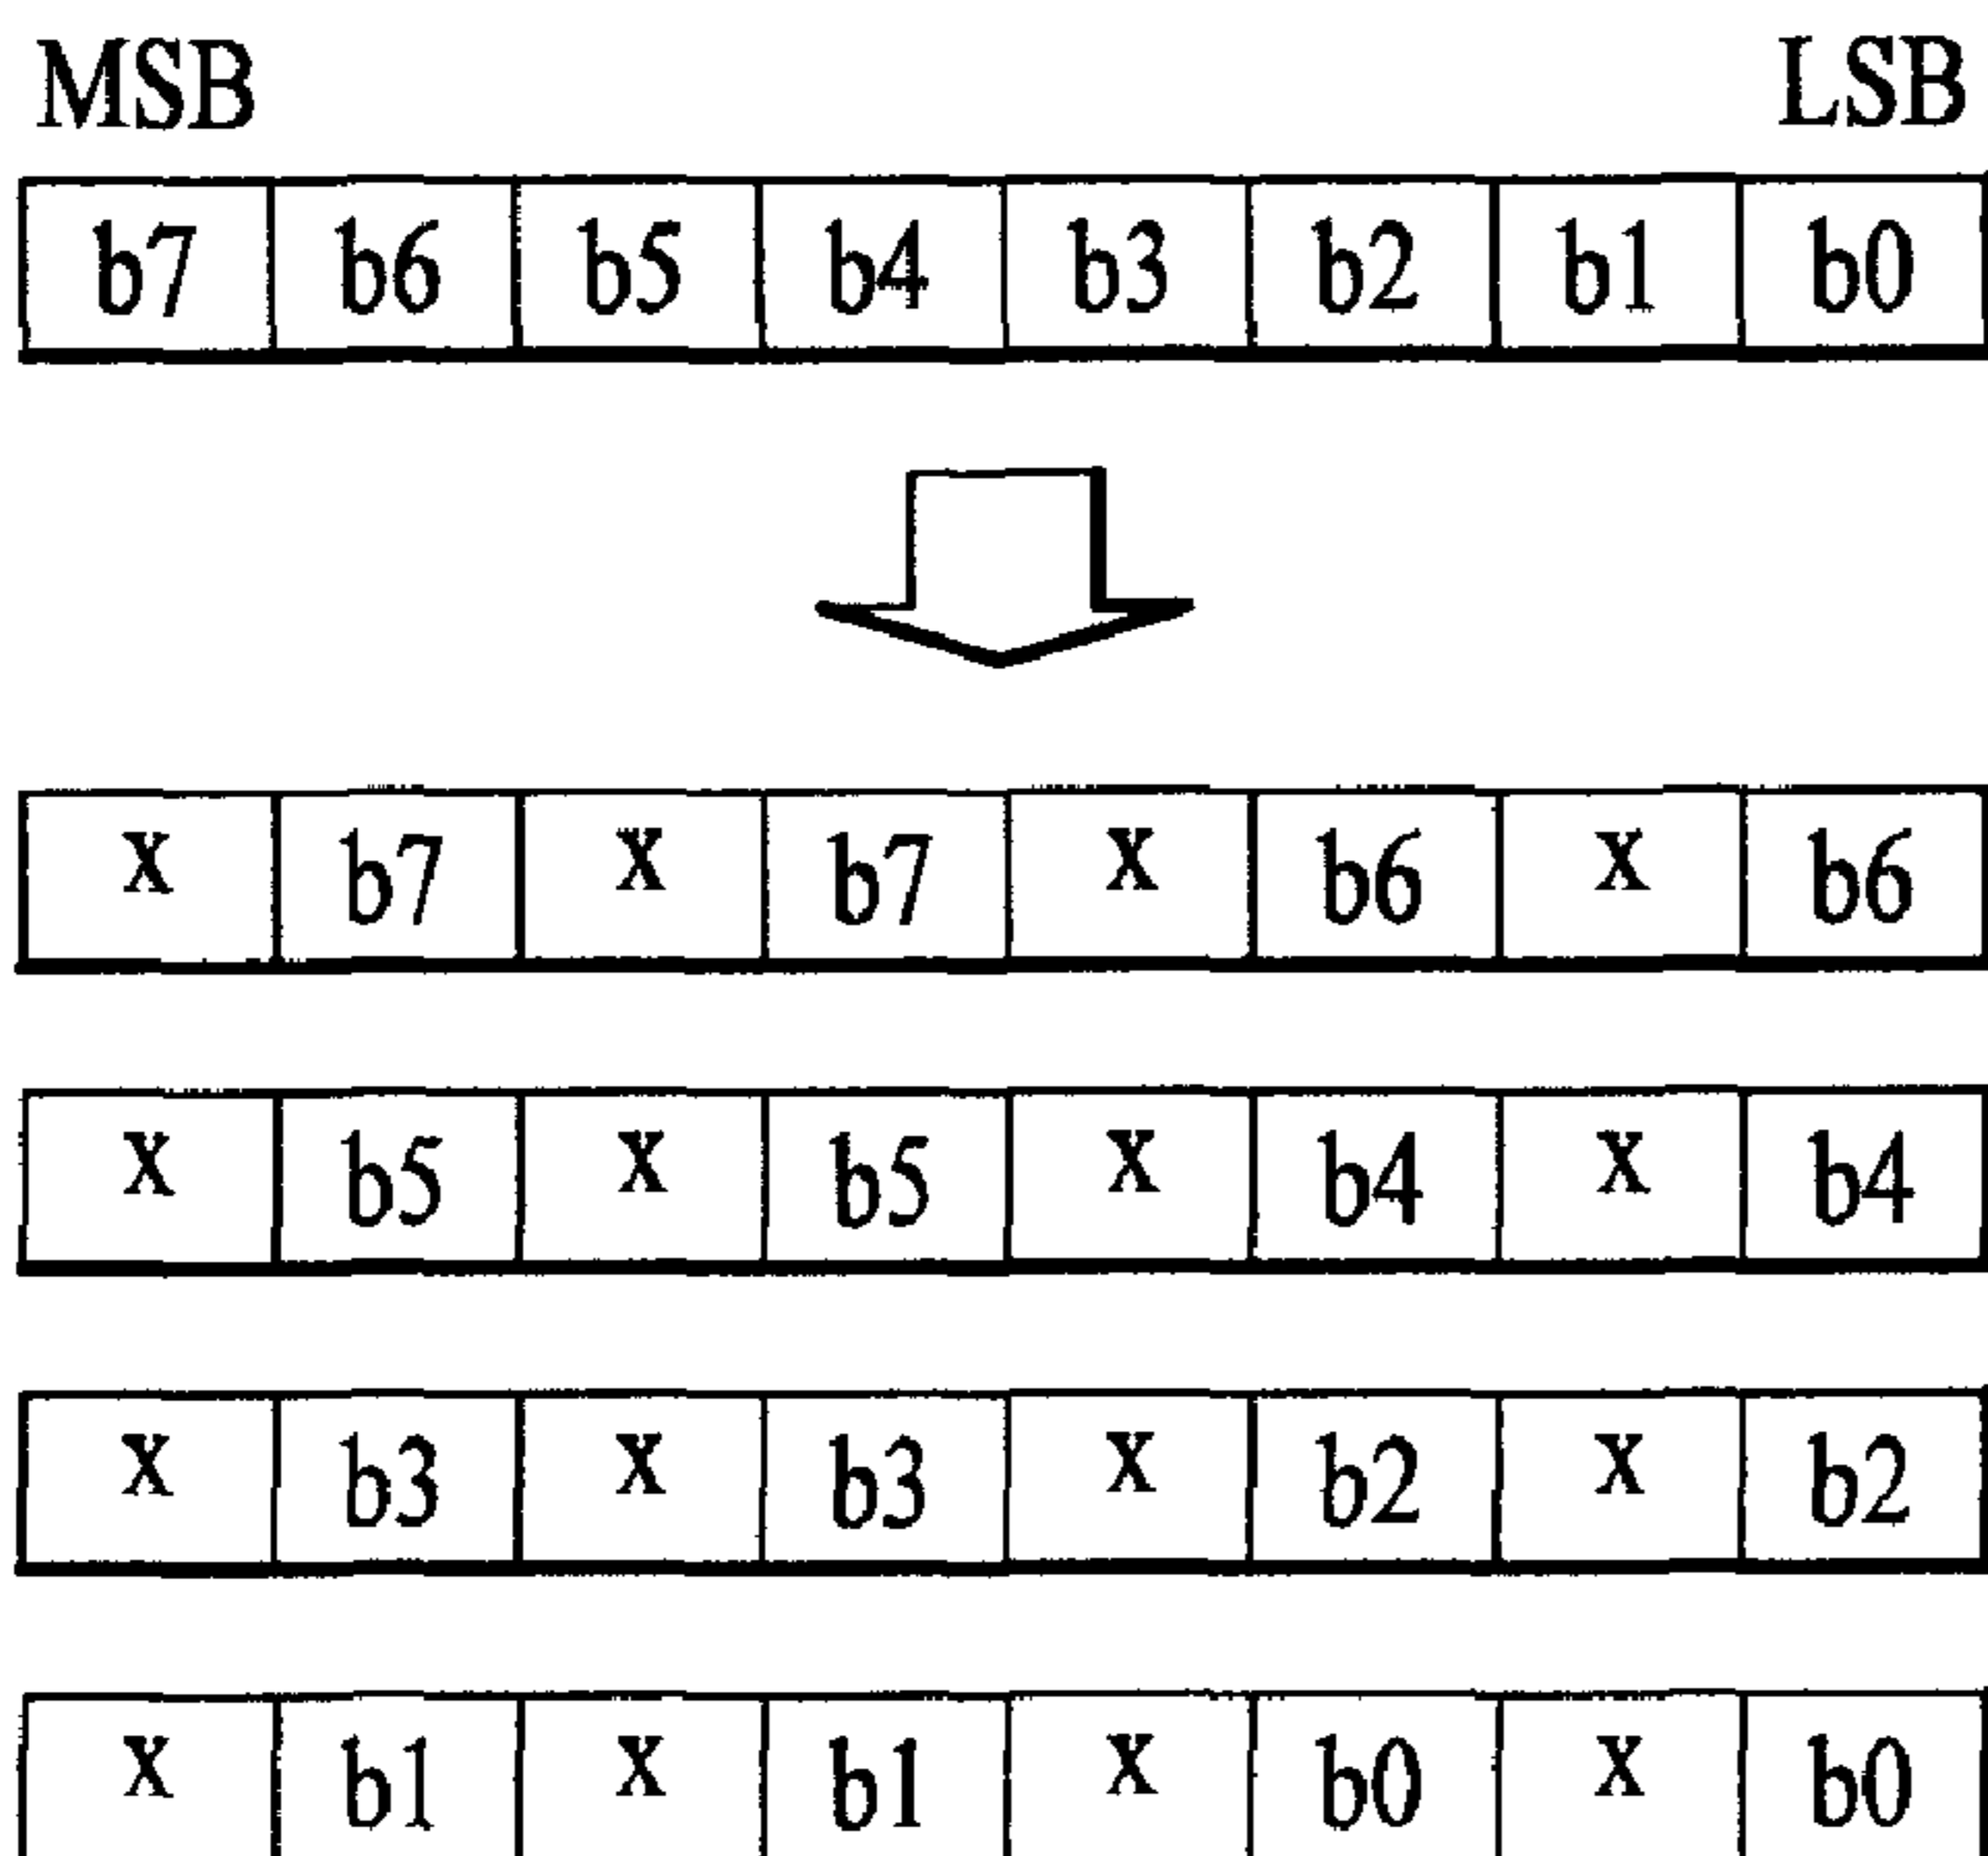 MSB LSB
b7 b6 b5 b4 b3 b2 b1 b0
x b7 x b7 x b6 x b6
x b5 x b5 x b4 x b4
x b3 x b3 x b2 x b2
x b1 x b1 x b0 x b0